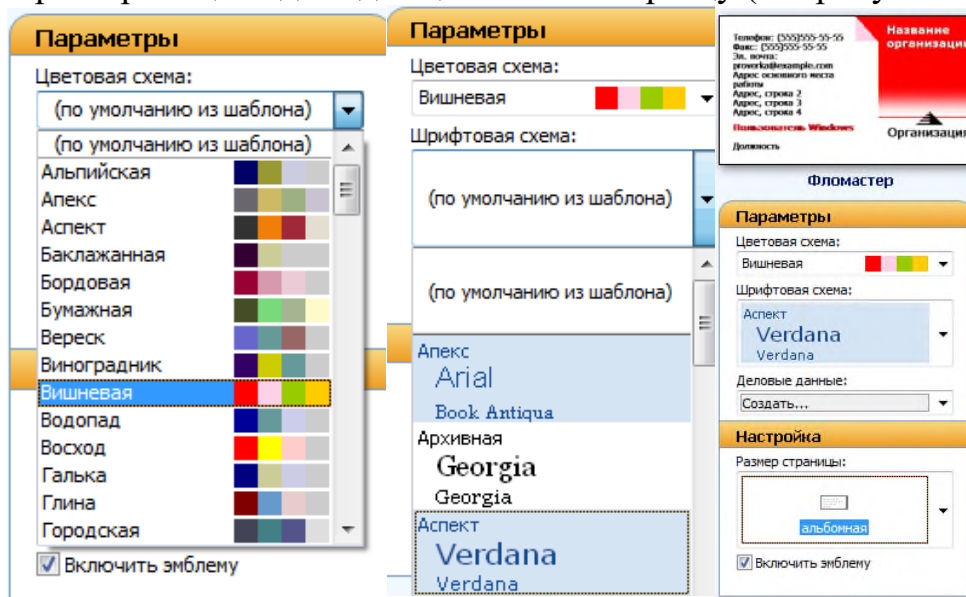 Параметры
Цветовая схема:
(по умолчанию из шаблона)
(по умолчанию из шаблона)
Альпийская
Апекс
Аспект
Баклажанная
Бордовая
Бумажная
Вереск
Виноградник
Вишневая
Водопад
Восход
Галька
Глина
Городская
Включить эмблему
Параметры
Цветовая схема:
Вишневая
Шрифтовая схема:
(по умолчанию из шаблона)
(по умолчанию из шаблона)
Апекс
Arial
Book Antiqua
Архивная
Georgia
Georgia
Аспект
Verdana
Verdana
Телефон: (555)555-55-55
Факс: (555)555-55-55
Эл. почта:
proverka@example.com
Адрес основного места
работы
Адрес, строка 2
Адрес, строка 3
Адрес, строка 4
Пользователь Windows
Должность
Название
организации
Организация
Фломастер
Параметры
Цветовая схема:
Вишневая
Шрифтовая схема:
Аспект
Verdana
Verdana
Деловые данные:
Создать...
Настройка
Размер страницы:
альбомная
Включить эмблему